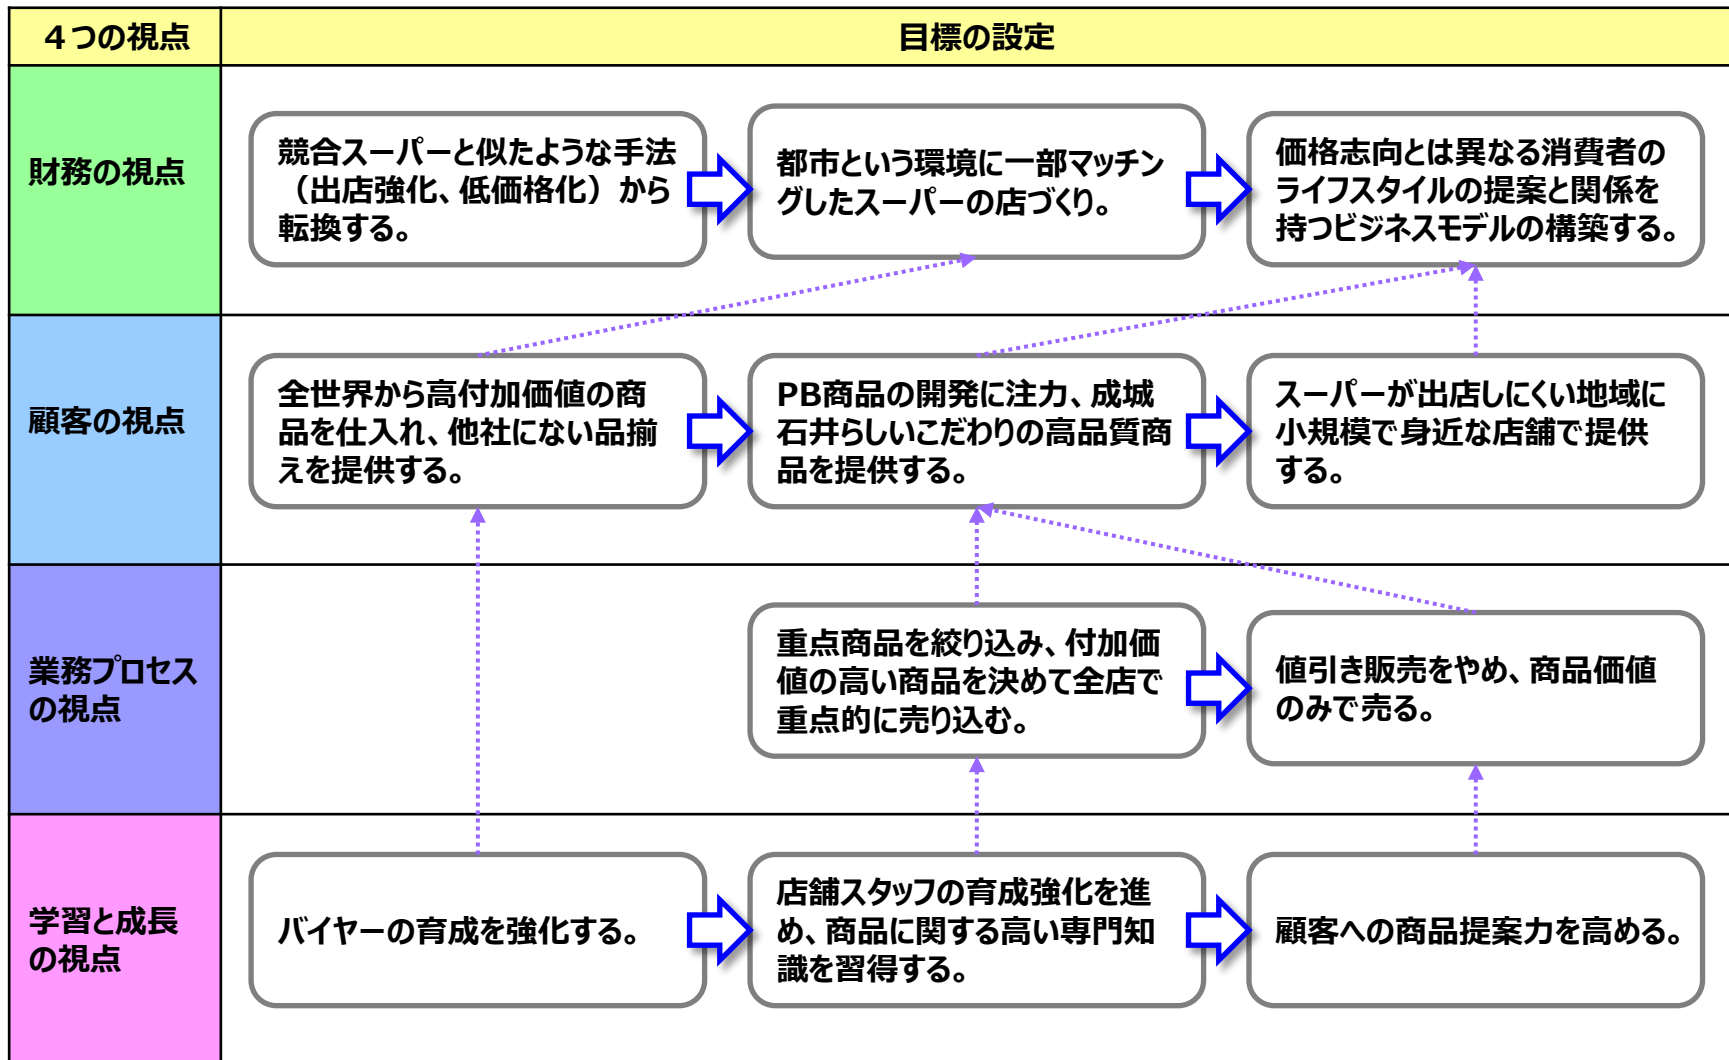 4つの視点
目標の設定
財務の視点
競合スーパーと似たような手法
（出店強化、低価格化）から
転換する。
都市という環境に一部マッチン
グしたスーパーの店づくり。
価格志向とは異なる消費者の
ライフスタイルの提案と関係を
持つビジネスモデルの構築する。
顧客の視点
全世界から高付加価値の商
品を仕入れ、他社にない品揃
えを提供する。
PB商品の開発に注力、成城
石井らしいこだわりの高品質商
品を提供する。
スーパーが出店しにくい地域に
小規模で身近な店舗で提供
する。
業務プロセス
の視点
重点商品を絞り込み、付加価
値の高い商品を決めて全店で
重点的に売り込む。
値引き販売をやめ、商品価値
のみで売る。
学習と成長
の視点
バイヤーの育成を強化する。
店舗スタッフの育成強化を進
め、商品に関する高い専門知
識を習得する。
顧客への商品提案力を高める。